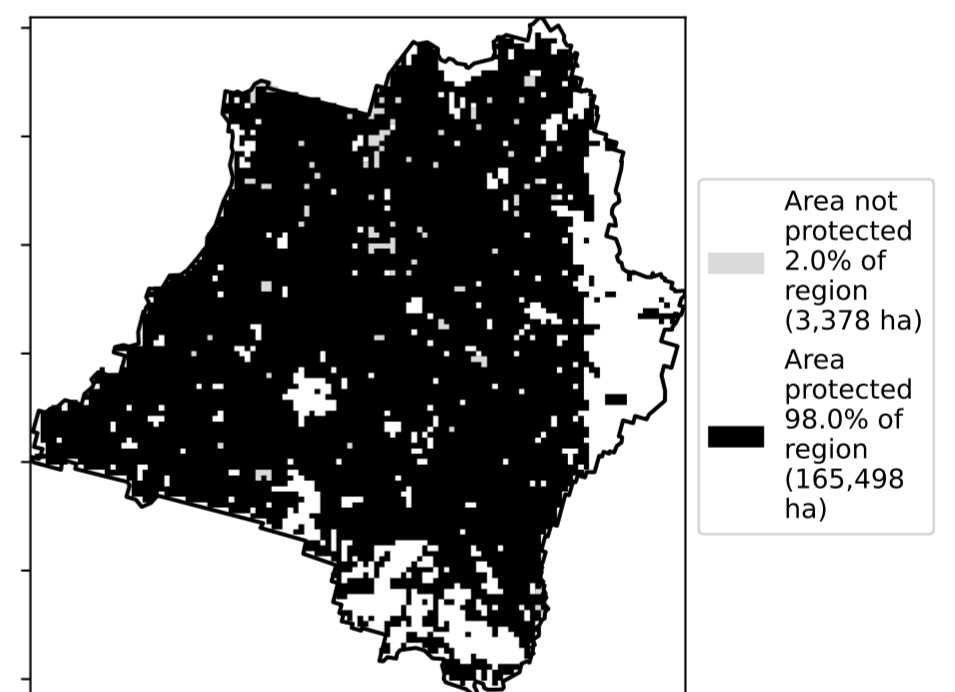 Area not
protected
2.0% of
region
(3,378 ha)
Area
protected
98.0% of
region
(165,498
ha)